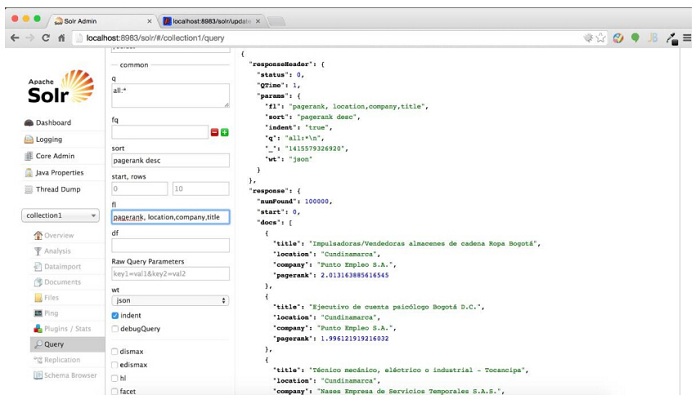 Solr Admin
localhost:8983/solr/update
localhost:8983/solr/#/collection1/query
Apache
Solr
Dashboard
Logging
Core Admin
Java Properties
Thread Dump
collection1
Overview
Analysis
Dataimport
Documents
Files
Ping
Plugins / Stats
Query
Replication
Schema Browser
common
q
all:*
fq
sort
pagerank desc
start, rows
0
10
fl
pagerank, location,company,title
df
Raw Query Parameters
key1=val1&key2=val2
wt
json
indent
debugQuery
dismax
edismax
hl
facet
{
"responseHeader": {
"status": 0,
"QTime": 1,
"params": {
"fl": "pagerank, location,company,title",
"sort": "pagerank desc",
"indent": "true",
"q": "all:*\n",
"_": "1415579326920",
"wt": "json"
}
},
"response": {
"numFound": 100000,
"start": 0,
"docs": [
{
"title": "Impulsadoras/Vendedoras almacenes de cadena Ropa Bogotá",
"location": "Cundinamarca",
"company": "Punto Empleo S.A.",
"pagerank": 2.013163885616545
},
{
"title": "Ejecutivo de cuenta psicólogo Bogotá D.C.",
"location": "Cundinamarca",
"company": "Punto Empleo S.A.",
"pagerank": 1.996121919216032
},
{
"title": "Técnico mecánico, eléctrico o industrial - Tocancipa",
"location": "Cundinamarca",
"company": "Nases Empresa de Servicios Temporales S.A.S.",